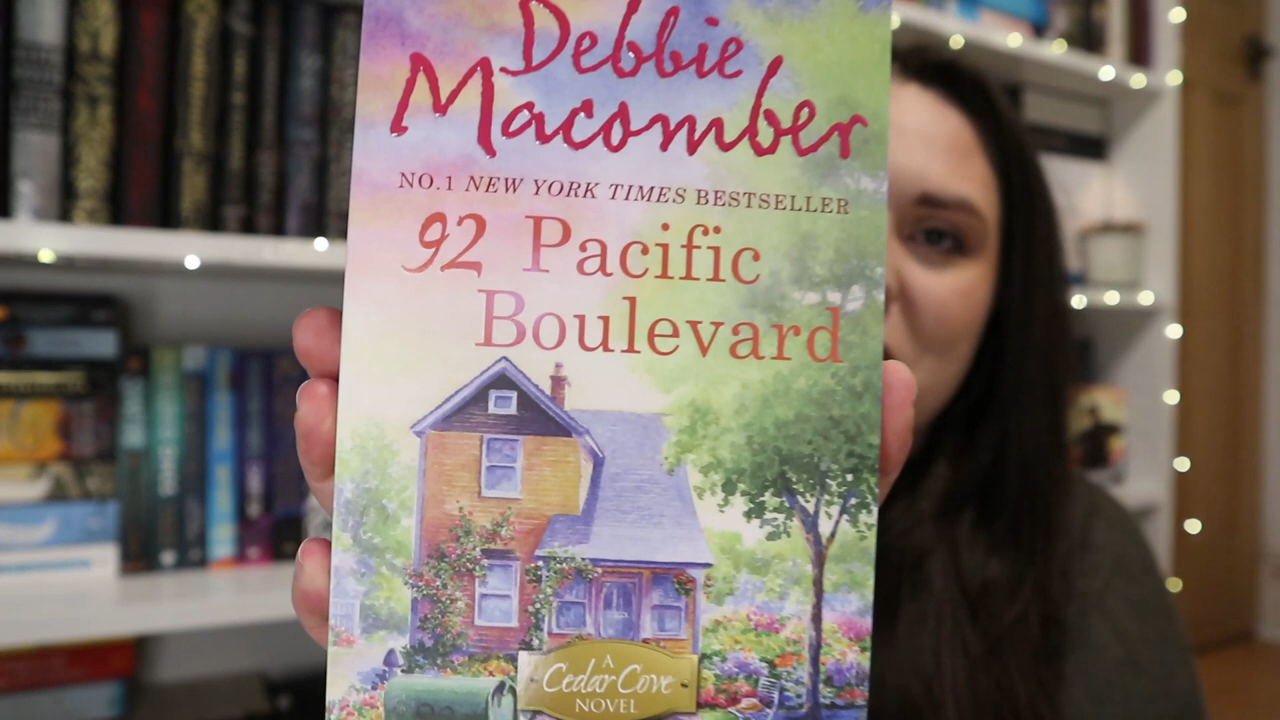 Debbie
Macomber
NO.1 NEW YORK TIMES BESTSELLER
92 Pacific
Boulevard
A
Cedar Cove
NOVEL